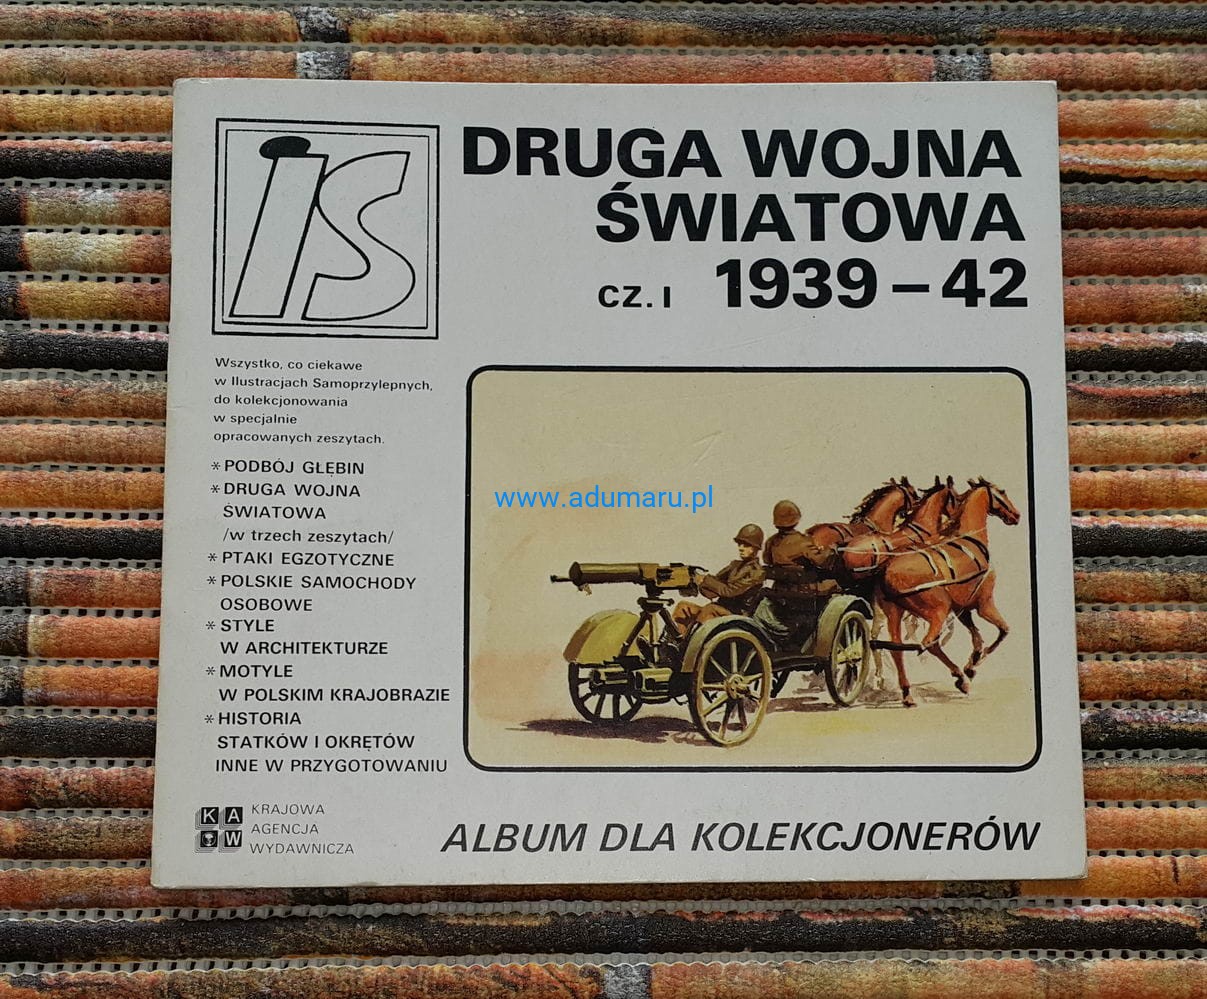 iS
DRUGA WOJNA
ŚWIATOWA
CZ. I 1939 – 42
Wszystko, co ciekawe
w Ilustracjach Samoprzylepnych,
do kolekcjonowania
w specjalnie
opracowanych zeszytach.
* PODBÓJ GŁĘBIN
* DRUGA WOJNA
ŚWIATOWA
/w trzech zeszytach/
* PTAKI EGZOTYCZNE
* POLSKIE SAMOCHODY
OSOBOWE
* STYLE
W ARCHITEKTURZE
* MOTYLE
W POLSKIM KRAJOBRAZIE
* HISTORIA
STATKÓW I OKRĘTÓW
INNE W PRZYGOTOWANIU
www.adumaru.pl
KAW
KRAJOWA
AGENCJA
WYDAWNICZA
ALBUM DLA KOLEKCJONERÓW